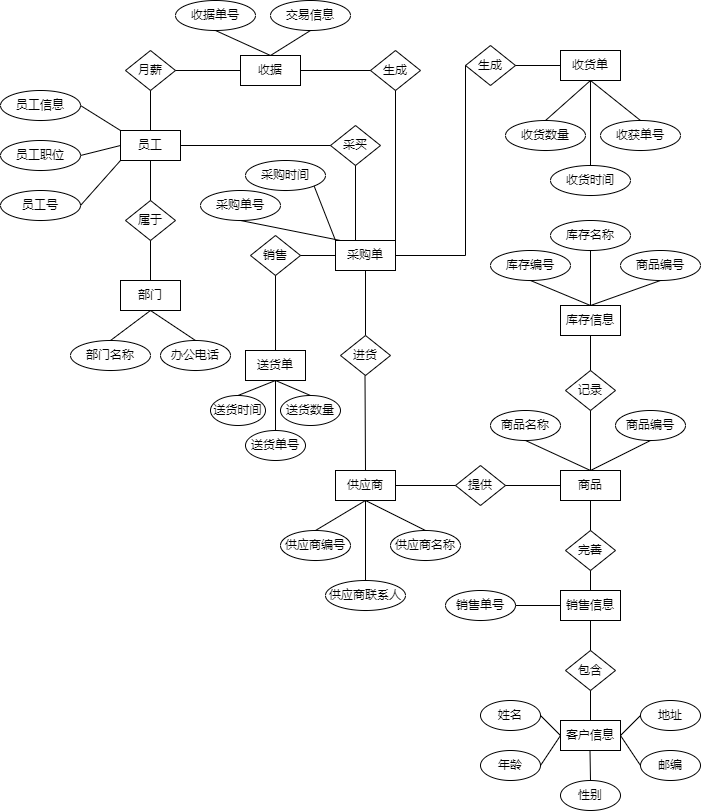 收据单号
交易信息
月薪
收据
生成
生成
收货单
员工信息
收货数量
收获单号
员工职位
员工
采买
采购时间
收货时间
员工号
采购单号
属于
库存名称
销售
采购单
库存编号
商品编号
部门
库存信息
部门名称
办公电话
进货
送货单
记录
送货时间
送货数量
商品名称
商品编号
送货单号
供应商
提供
商品
供应商编号
供应商名称
完善
供应商联系人
销售单号
销售信息
包含
姓名
地址
客户信息
年龄
邮编
性别